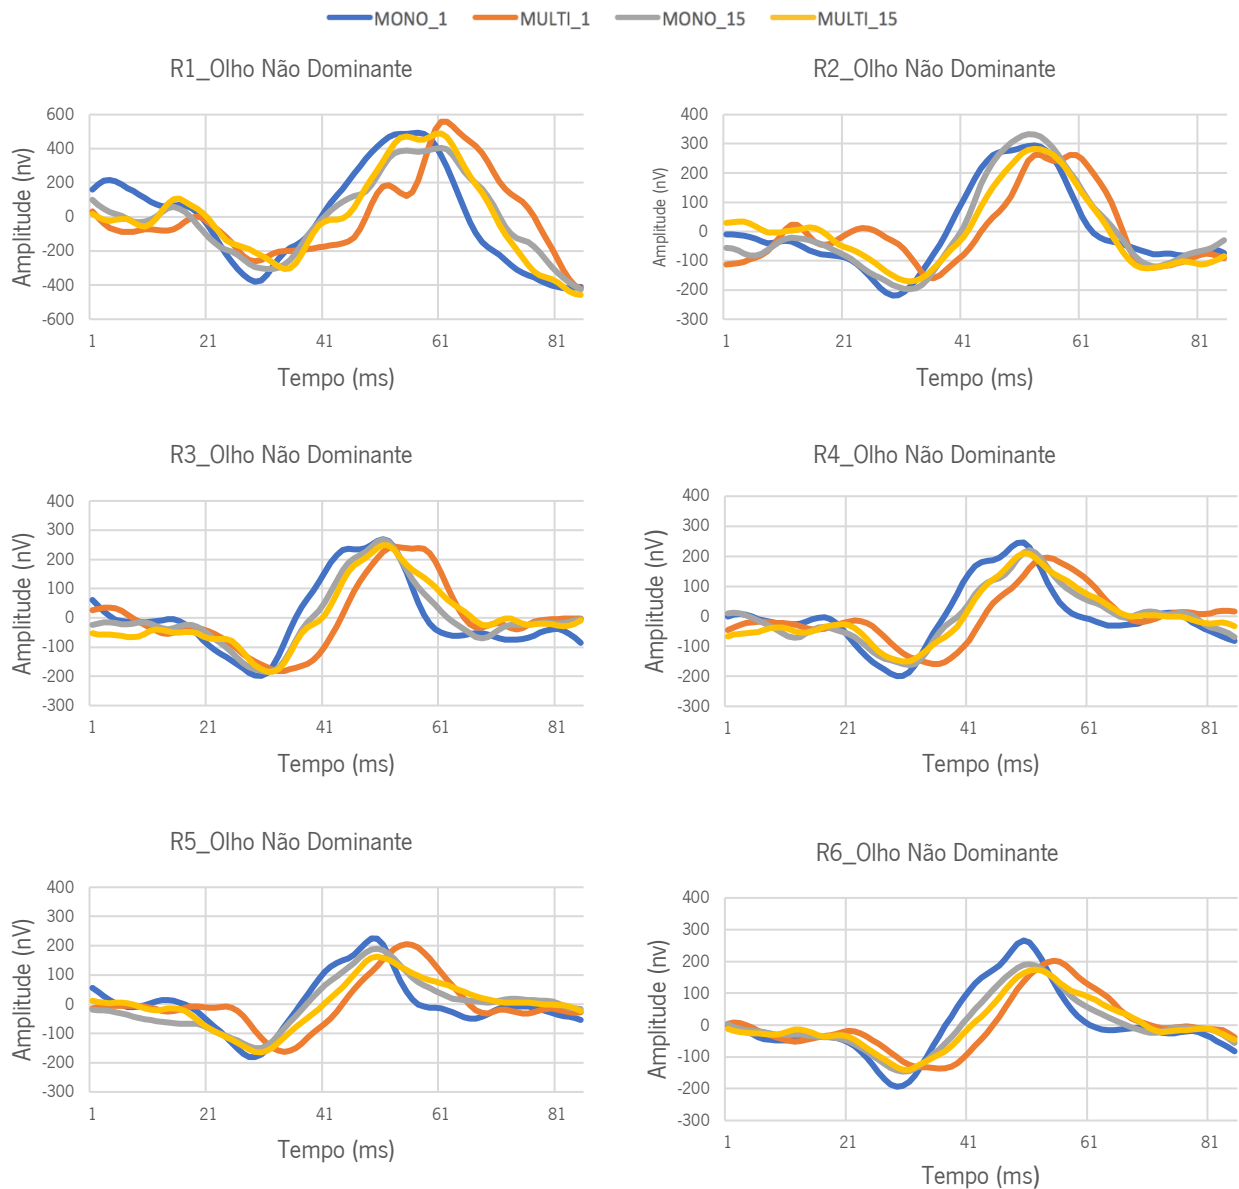 MONO_1 MULTI_1 MONO_15 MULTI_15
R1_Olho Não Dominante
Amplitude (nv)
600
400
200
0
-200
-400
-600
1 21 41 61 81
Tempo (ms)
R2_Olho Não Dominante
Amplitude (nV)
400
300
200
100
0
-100
-200
-300
1 21 41 61 81
Tempo (ms)
R3_Olho Não Dominante
Amplitude (nV)
400
300
200
100
0
-100
-200
-300
1 21 41 61 81
Tempo (ms)
R4_Olho Não Dominante
Amplitude (nV)
400
300
200
100
0
-100
-200
-300
1 21 41 61 81
Tempo (ms)
R5_Olho Não Dominante
Amplitude (nV)
400
300
200
100
0
-100
-200
-300
1 21 41 61 81
Tempo (ms)
R6_Olho Não Dominante
Amplitude (nv)
400
300
200
100
0
-100
-200
-300
1 21 41 61 81
Tempo (ms)